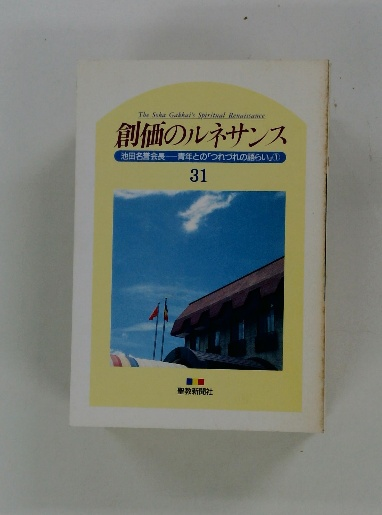 The Soka Gakkai's Spiritual Renaissance
創価のルネサンス
池田名誉会長——青年との「つれづれの語らい」①
31
聖教新聞社